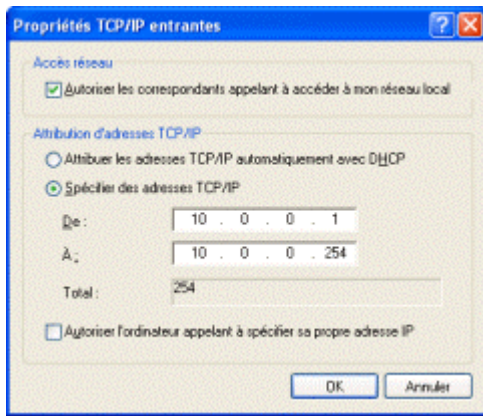 Propriétés TCP/IP entrantes
Accès réseau
Autoriser les correspondants appelant à accéder à mon réseau local
Attribution d'adresses TCP/IP
Attribuer les adresses TCP/IP automatiquement avec DHCP
Spécifier des adresses TCP/IP
De : 10 . 0 . 0 . 1
À : 10 . 0 . 0 . 254
Total : 254
Autoriser l'ordinateur appelant à spécifier sa propre adresse IP
OK Annuler